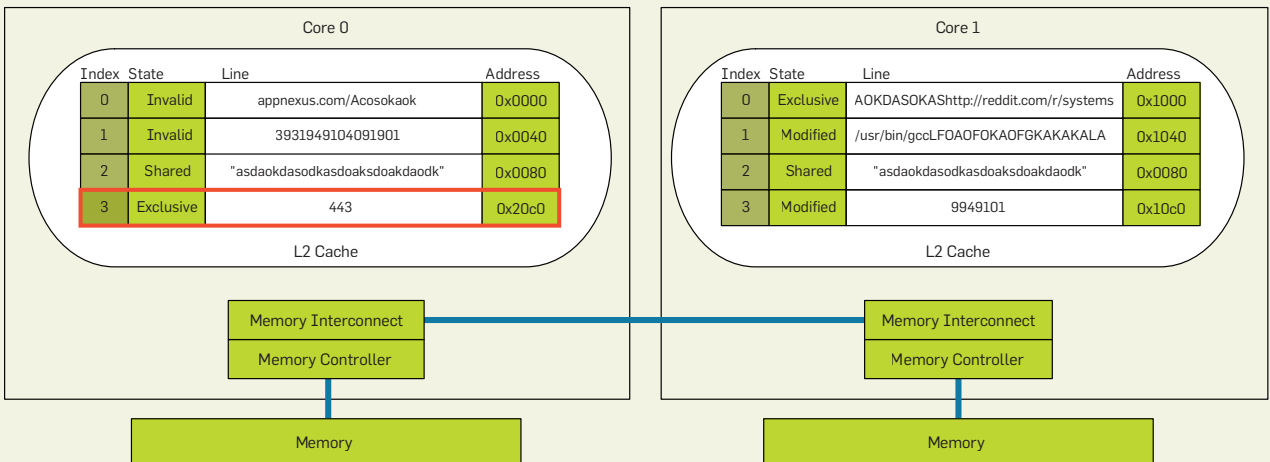 Core 0
Index State Line Address
0 Invalid appnexus.com/Acosokaok 0x0000
1 Invalid 3931949104091901 0x0040
2 Shared "asdaokdasodkasdoaksdoakdaodk" 0x0080
3 Exclusive 443 0x20c0
L2 Cache
Memory Interconnect
Memory Controller
Memory
Core 1
Index State Line Address
0 Exclusive AOKDASOKAShttp://reddit.com/r/systems 0x1000
1 Modified /usr/bin/gccLFOAOFOKAOFGKAKAKALA 0x1040
2 Shared "asdaokdasodkasdoaksdoakdaodk" 0x0080
3 Modified 9949101 0x10c0
L2 Cache
Memory Interconnect
Memory Controller
Memory